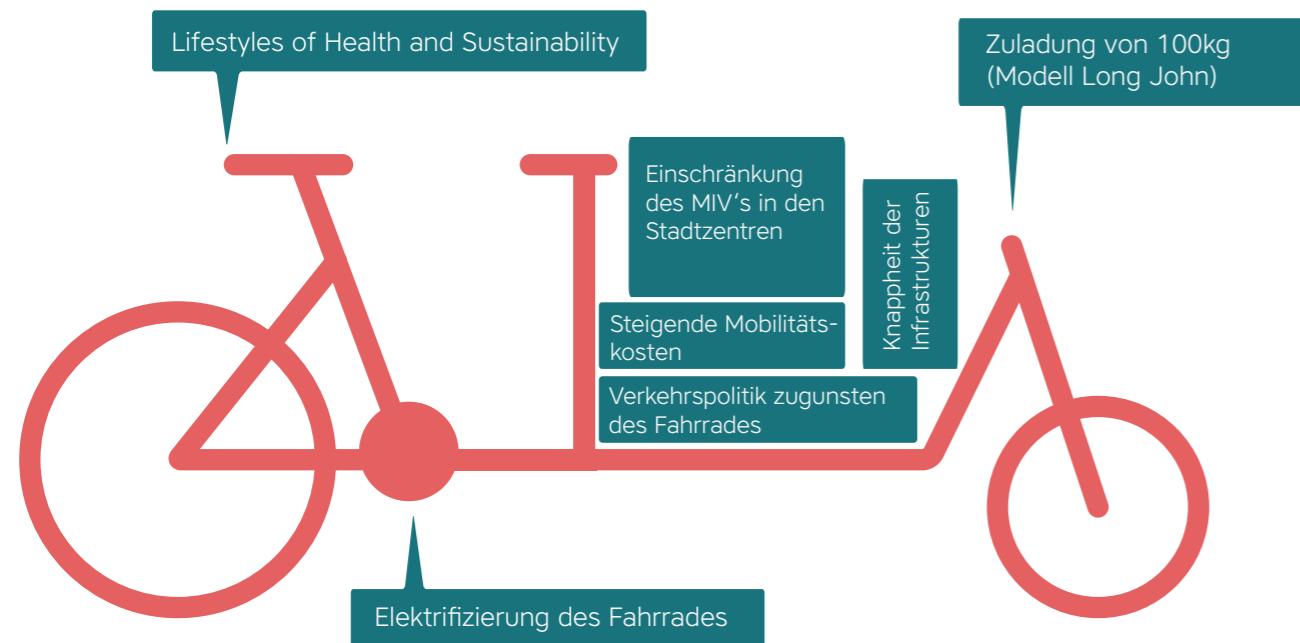 Lifestyles of Health and Sustainability
Zuladung von 100kg
(Modell Long John)
Einschränkung
des MIV‘s in den
Stadtzentren
Knappheit der
Infrastrukturen
Steigende Mobilitäts-
kosten
Verkehrspolitik zugunsten
des Fahrrades
Elektrifizierung des Fahrrades